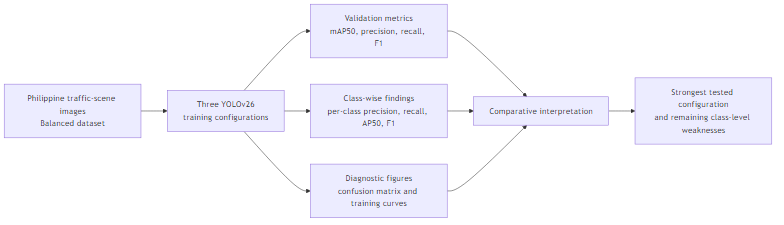 Philippine traffic-scene
images
Balanced dataset
Three YOLOv26
training configurations
Validation metrics
mAP50, precision, recall,
F1
Class-wise findings
per-class precision, recall,
AP50, F1
Diagnostic figures
confusion matrix and
training curves
Comparative interpretation
Strongest tested
configuration
and remaining class-level
weaknesses